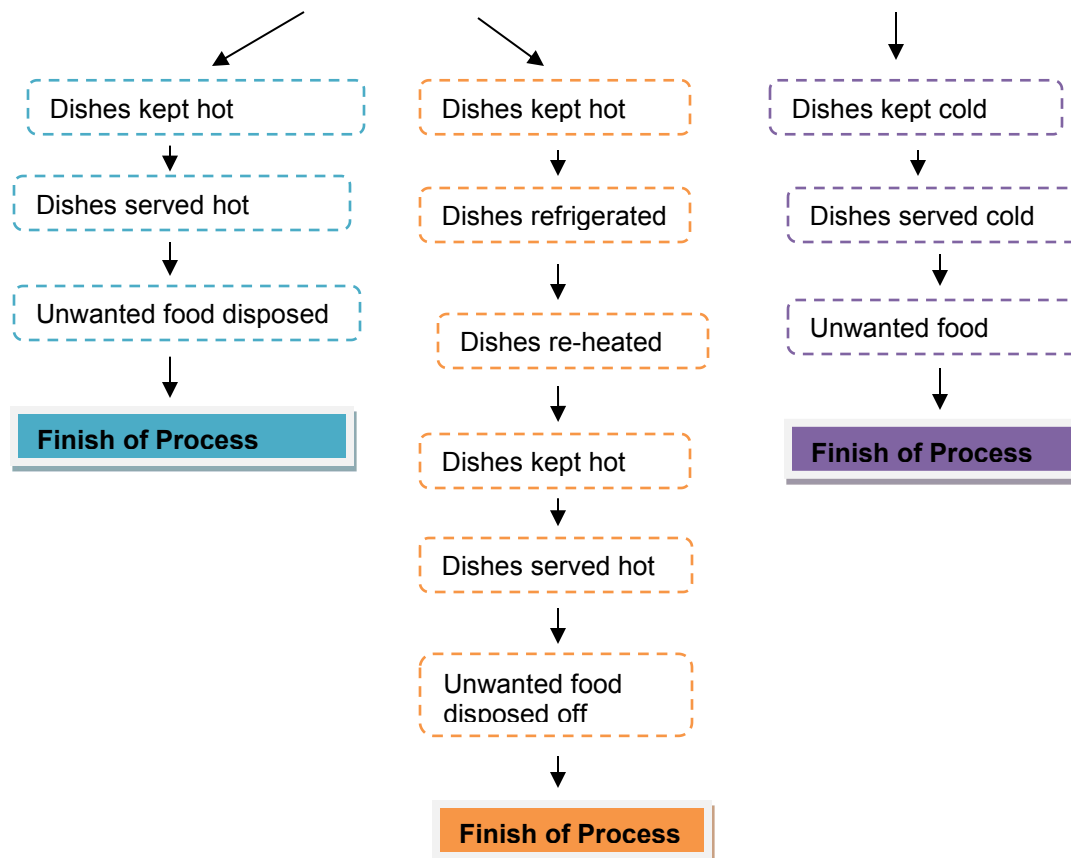 Dishes kept hot
Dishes served hot
Unwanted food disposed
Finish of Process
Dishes kept hot
Dishes refrigerated
Dishes re-heated
Dishes kept hot
Dishes served hot
Unwanted food
disposed off
Finish of Process
Dishes kept cold
Dishes served cold
Unwanted food
Finish of Process